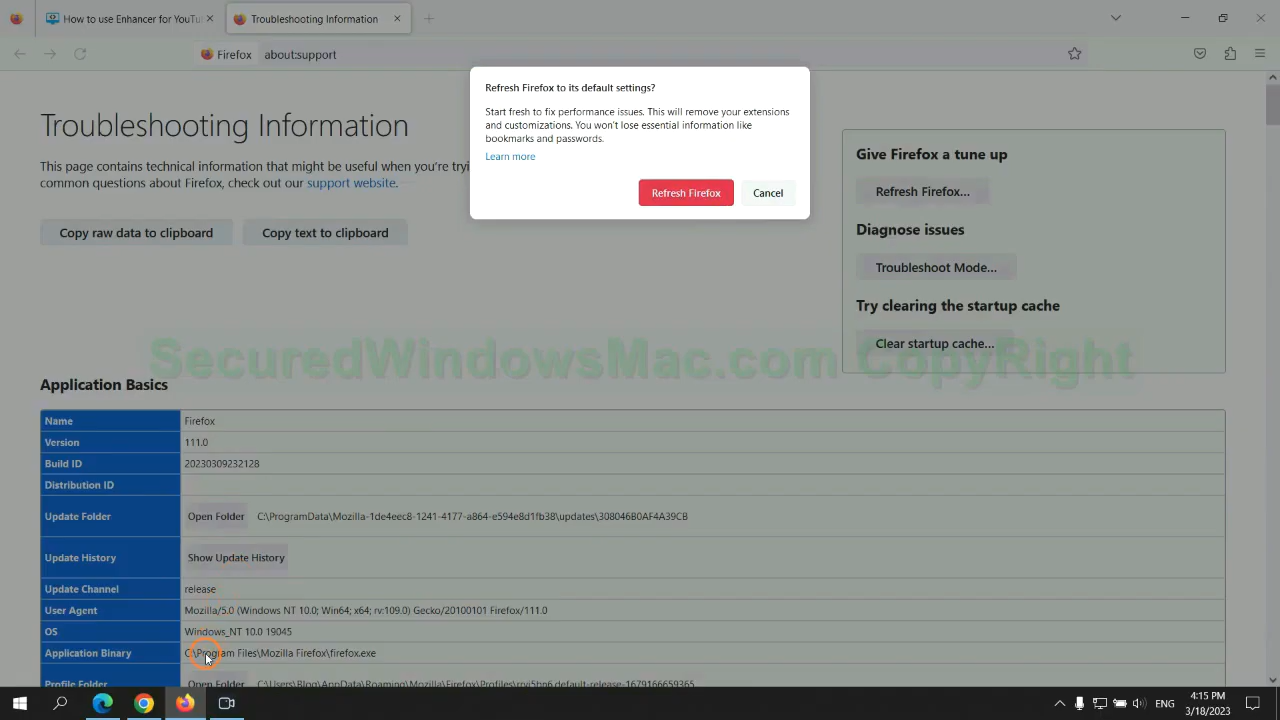 How to use Enhancer for YouTu
Troubleshooting Information
Firefox
about:support
Refresh Firefox to its default settings?
Start fresh to fix performance issues. This will remove your extensions
and customizations. You won't lose essential information like
bookmarks and passwords.
Learn more
Refresh Firefox
Cancel
Troubleshooting Information
This page contains technical information that might be useful when you're tryi
common questions about Firefox, check out our support website.
Copy raw data to clipboard
Copy text to clipboard
Give Firefox a tune up
Refresh Firefox...
Diagnose issues
Troubleshoot Mode...
Try clearing the startup cache
Clear startup cache...
SecuredWindowsMac.com CopyRight
Application Basics
Name Firefox
Version 111.0
Build ID 20230309232128
Distribution ID
Update Folder Open Folder C:\ProgramData\Mozilla-1de4eec8-1241-4177-a864-e594e8d1fb38\updates\308046B0AF4A39CB
Update History Show Update History
Update Channel release
User Agent Mozilla/5.0 (Windows NT 10.0; Win64; x64; rv:109.0) Gecko/20100101 Firefox/111.0
OS Windows_NT 10.0 19045
Application Binary C:\Program Files\Mozilla Firefox\firefox.exe
Profile Folder Open Folder
ENG
4:15 PM
3/18/2023